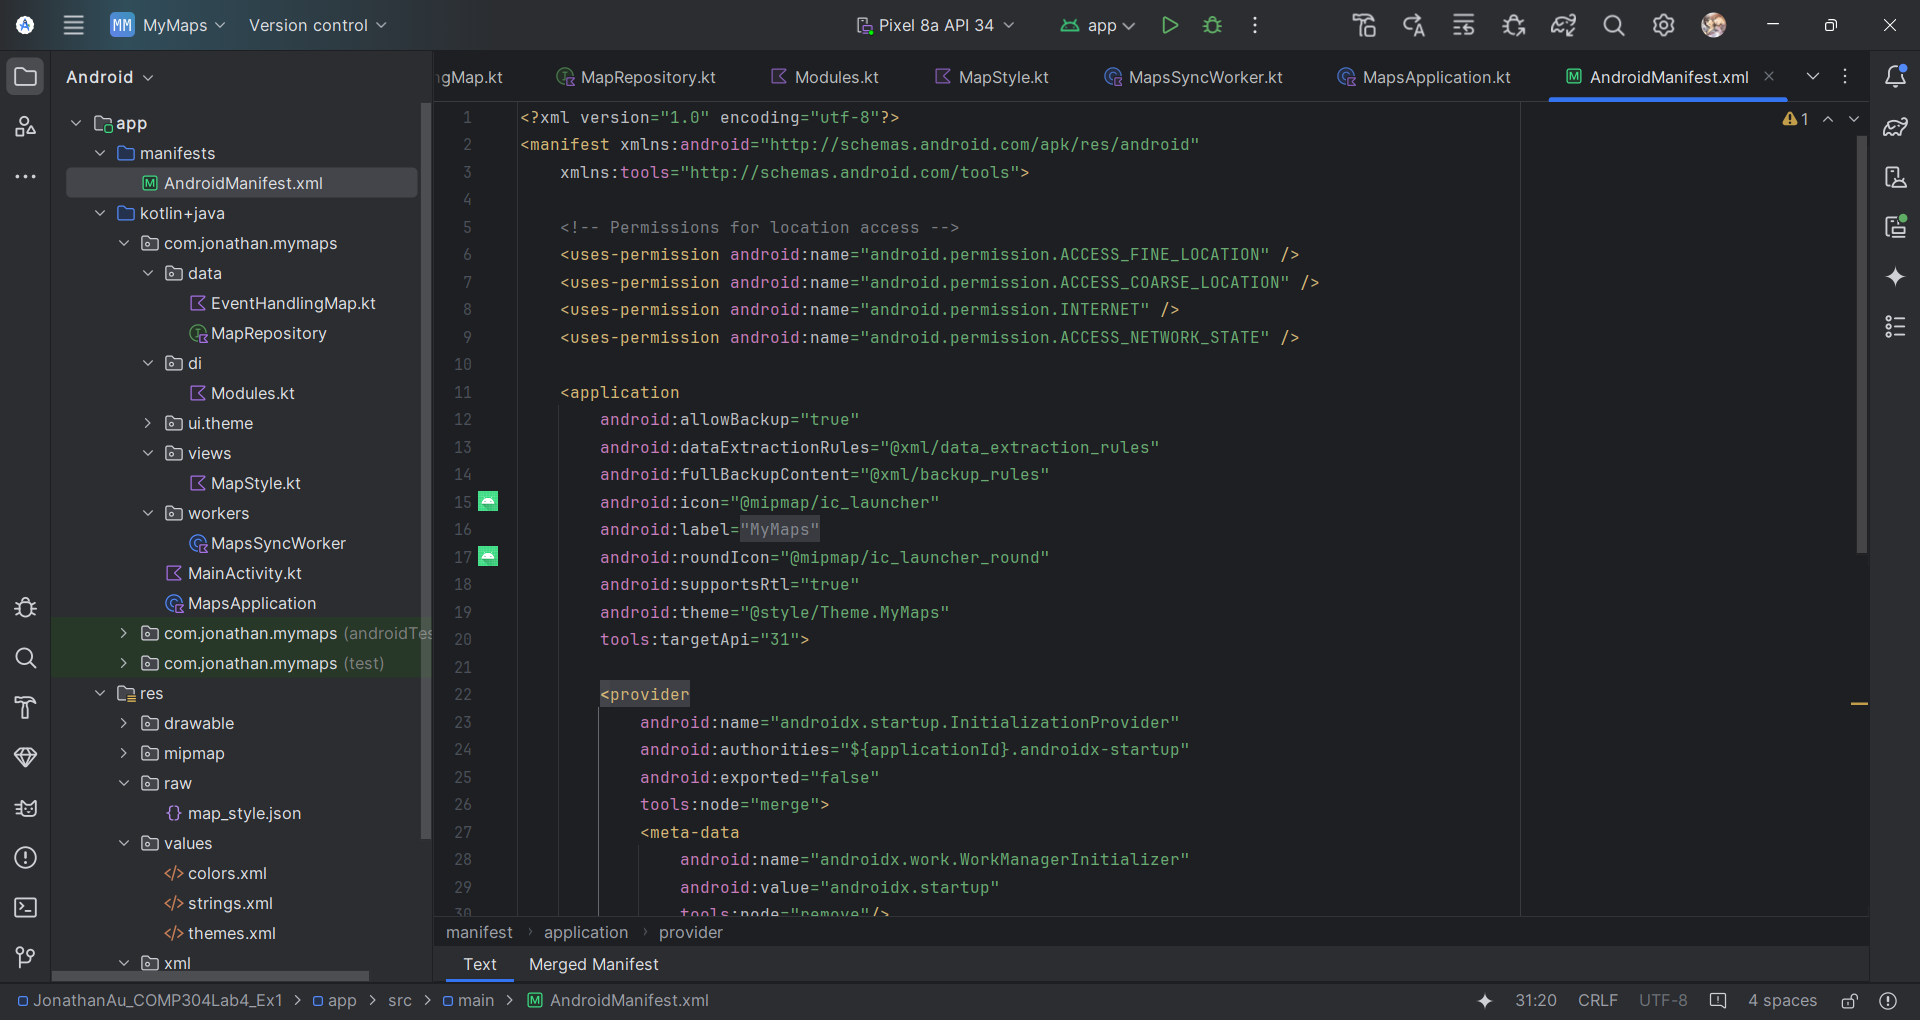 MM MyMaps Version control Pixel 8a API 34 app
Android
app
manifests
AndroidManifest.xml
kotlin+java
com.jonathan.mymaps
data
EventHandlingMap.kt
MapRepository
di
Modules.kt
ui.theme
views
MapStyle.kt
workers
MapsSyncWorker
MainActivity.kt
MapsApplication
com.jonathan.mymaps (androidTes
com.jonathan.mymaps (test)
res
drawable
mipmap
raw
map_style.json
values
colors.xml
strings.xml
themes.xml
xml
ngMap.kt MapRepository.kt Modules.kt MapStyle.kt MapsSyncWorker.kt MapsApplication.kt AndroidManifest.xml
1
1 <?xml version="1.0" encoding="utf-8"?>
2 <manifest xmlns:android="http://schemas.android.com/apk/res/android"
3 xmlns:tools="http://schemas.android.com/tools">
4
5 <!-- Permissions for location access -->
6 <uses-permission android:name="android.permission.ACCESS_FINE_LOCATION" />
7 <uses-permission android:name="android.permission.ACCESS_COARSE_LOCATION" />
8 <uses-permission android:name="android.permission.INTERNET" />
9 <uses-permission android:name="android.permission.ACCESS_NETWORK_STATE" />
10
11 <application
12 android:allowBackup="true"
13 android:dataExtractionRules="@xml/data_extraction_rules"
14 android:fullBackupContent="@xml/backup_rules"
15 android:icon="@mipmap/ic_launcher"
16 android:label="MyMaps"
17 android:roundIcon="@mipmap/ic_launcher_round"
18 android:supportsRtl="true"
19 android:theme="@style/Theme.MyMaps"
20 tools:targetApi="31">
21
22 <provider
23 android:name="androidx.startup.InitializationProvider"
24 android:authorities="${applicationId}.androidx-startup"
25 android:exported="false"
26 tools:node="merge">
27 <meta-data
28 android:name="androidx.work.WorkManagerInitializer"
29 android:value="androidx.startup"
30 tools:node="remove"/>
manifest › application › provider
Text Merged Manifest
JonathanAu_COMP304Lab4_Ex1 > app > src > main > AndroidManifest.xml 31:20 CRLF UTF-8 4 spaces